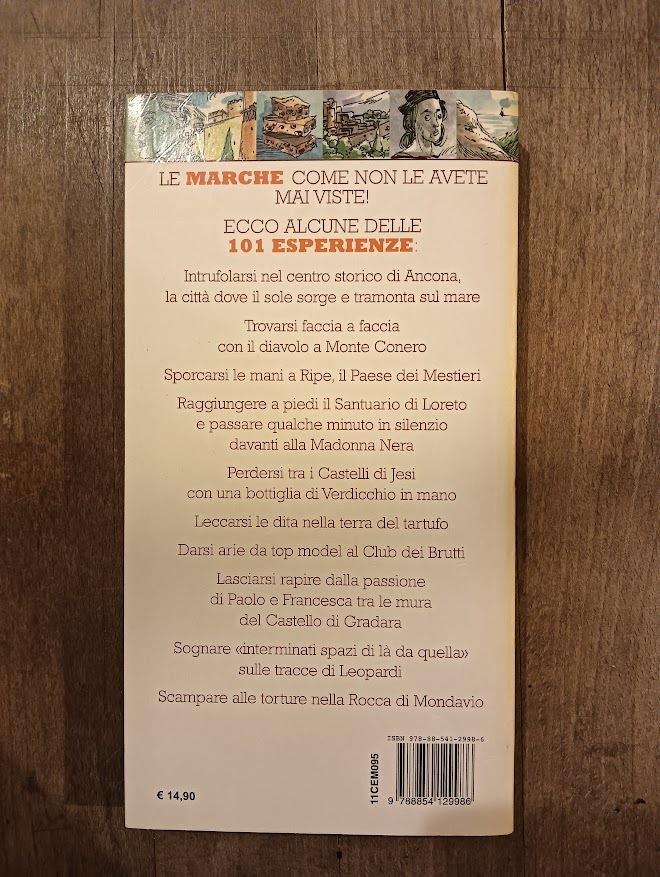 LE MARCHE COME NON LE AVETE
MAI VISTE!
ECCO ALCUNE DELLE
101 ESPERIENZE:
Intrufolarsi nel centro storico di Ancona,
la città dove il sole sorge e tramonta sul mare
Trovarsi faccia a faccia
con il diavolo a Monte Conero
Sporcarsi le mani a Ripe, il Paese dei Mestieri
Raggiungere a piedi il Santuario di Loreto
e passare qualche minuto in silenzio
davanti alla Madonna Nera
Perdersi tra i Castelli di Jesi
con una bottiglia di Verdicchio in mano
Leccarsi le dita nella terra del tartufo
Darsi arie da top model al Club dei Brutti
Lasciarsi rapire dalla passione
di Paolo e Francesca tra le mura
del Castello di Gradara
Sognare «interminati spazi di là da quella»
sulle tracce di Leopardi
Scampare alle torture nella Rocca di Mondavio
ISBN 978-88-541-2998-6
11CEM095
€ 14,90
9 788854 129986